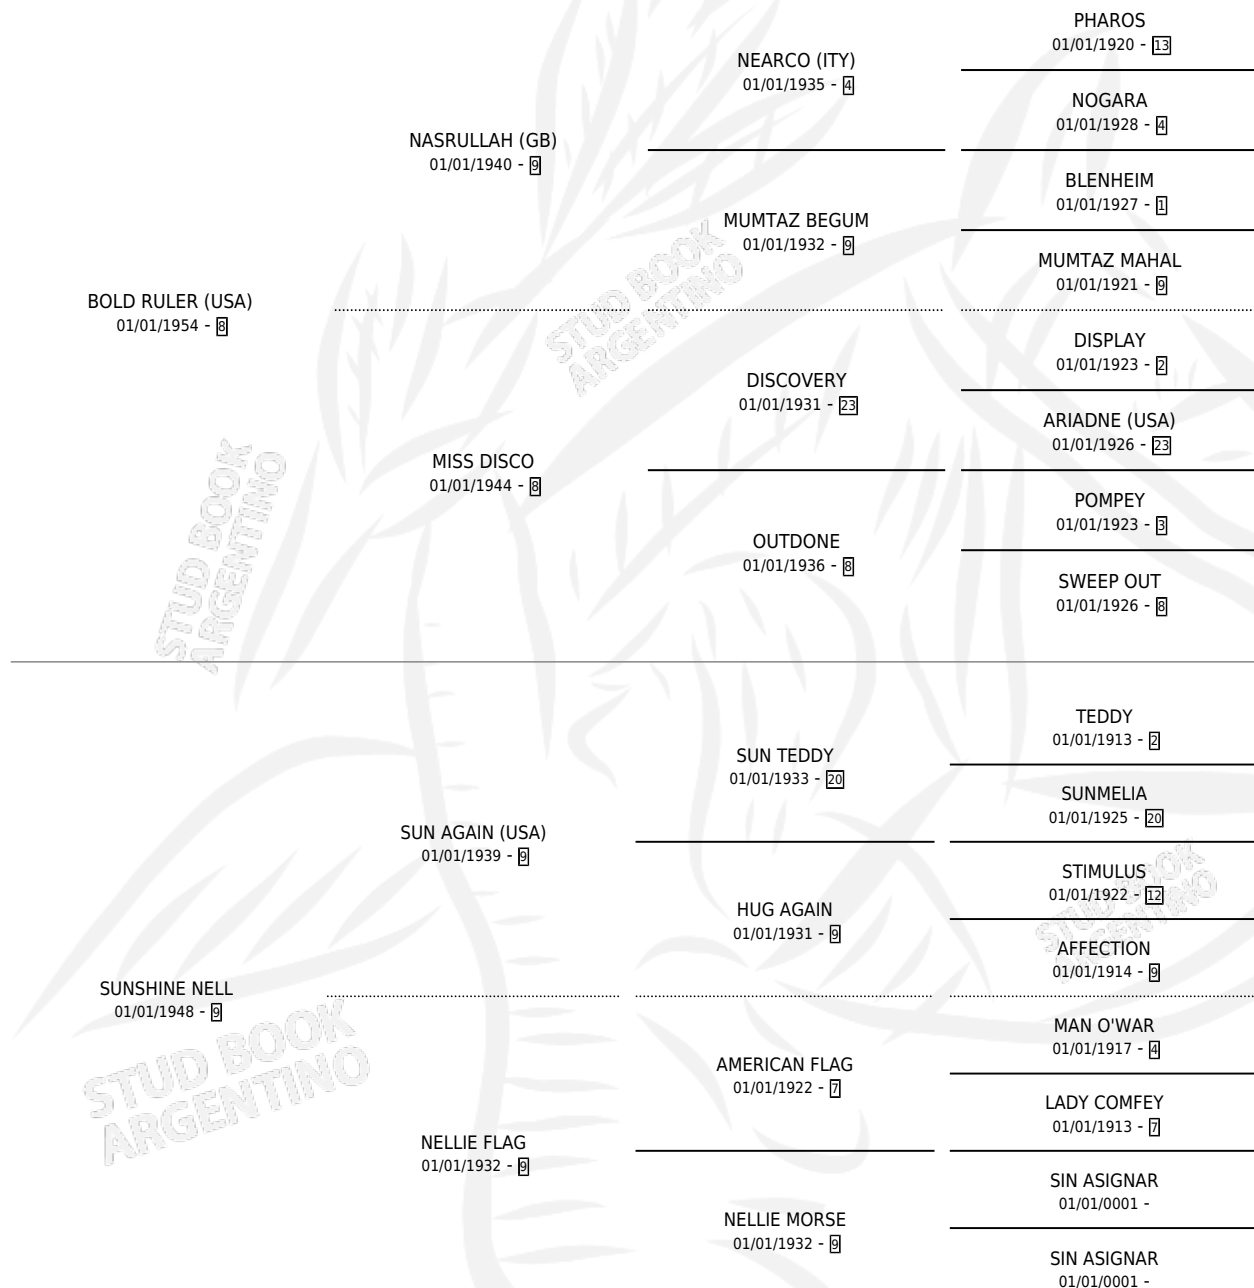 PHAROS
01/01/1920 - 13
NEARCO (ITY)
01/01/1935 - 4
NOGARA
01/01/1928 - 4
NASRULLAH (GB)
01/01/1940 - 9
BLENHEIM
01/01/1927 - 1
MUMTAZ BEGUM
01/01/1932 - 9
MUMTAZ MAHAL
01/01/1921 - 9
BOLD RULER (USA)
01/01/1954 - 8
DISPLAY
01/01/1923 - 2
DISCOVERY
01/01/1931 - 23
ARIADNE (USA)
01/01/1926 - 23
MISS DISCO
01/01/1944 - 8
POMPEY
01/01/1923 - 3
OUTDONE
01/01/1936 - 8
SWEEP OUT
01/01/1926 - 8
TEDDY
01/01/1913 - 2
SUN TEDDY
01/01/1933 - 20
SUNMELIA
01/01/1925 - 20
SUN AGAIN (USA)
01/01/1939 - 9
STIMULUS
01/01/1922 - 12
HUG AGAIN
01/01/1931 - 9
AFFECTION
01/01/1914 - 9
SUNSHINE NELL
01/01/1948 - 9
MAN O'WAR
01/01/1917 - 4
AMERICAN FLAG
01/01/1922 - 7
LADY COMFEY
01/01/1913 - 7
NELLIE FLAG
01/01/1932 - 9
SIN ASIGNAR
01/01/0001 -
NELLIE MORSE
01/01/1932 - 9
SIN ASIGNAR
01/01/0001 -
STUD BOOK
ARGENTINO
STUD BOOK
ARGENTINO
STUD BOOK
ARGENTINO
STUD BOOK
ARGENTINO